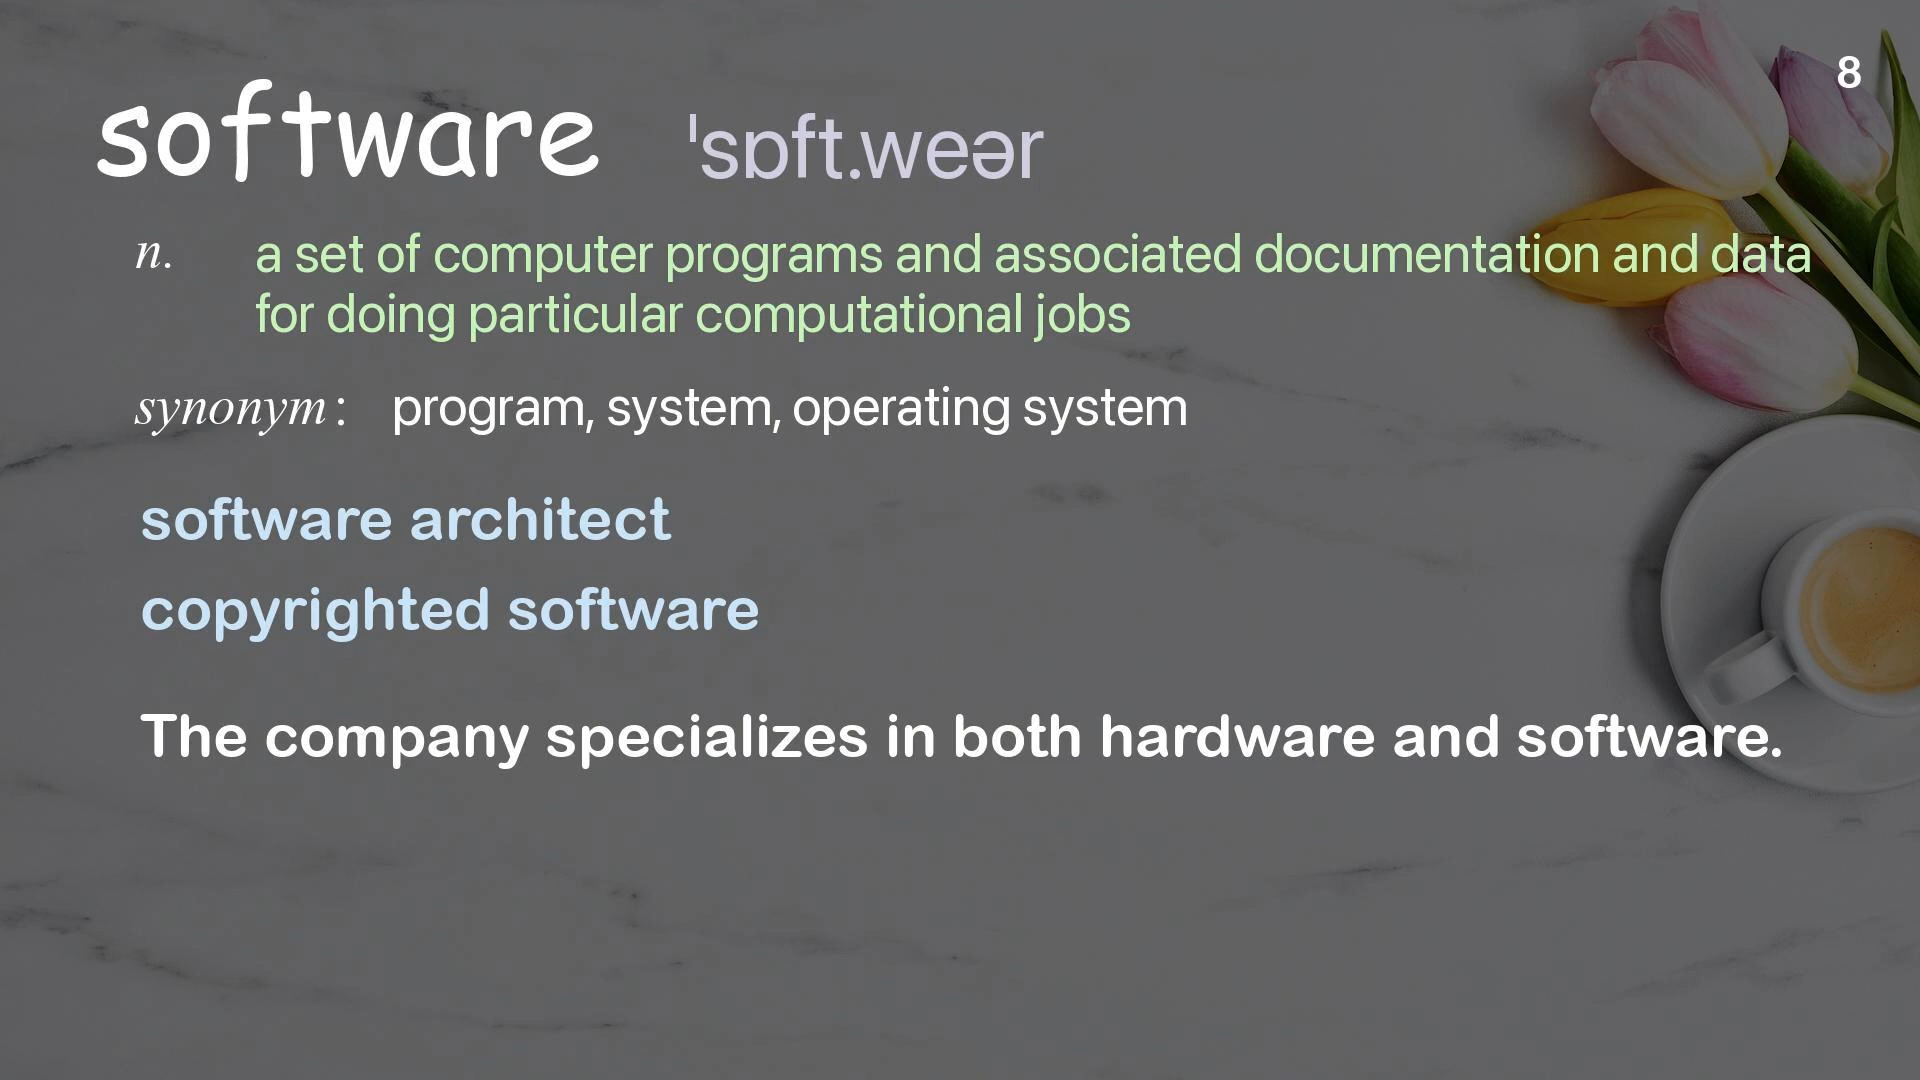 8
software ˈsɒft.weər
n. a set of computer programs and associated documentation and data
for doing particular computational jobs
synonym: program, system, operating system
software architect
copyrighted software
The company specializes in both hardware and software.